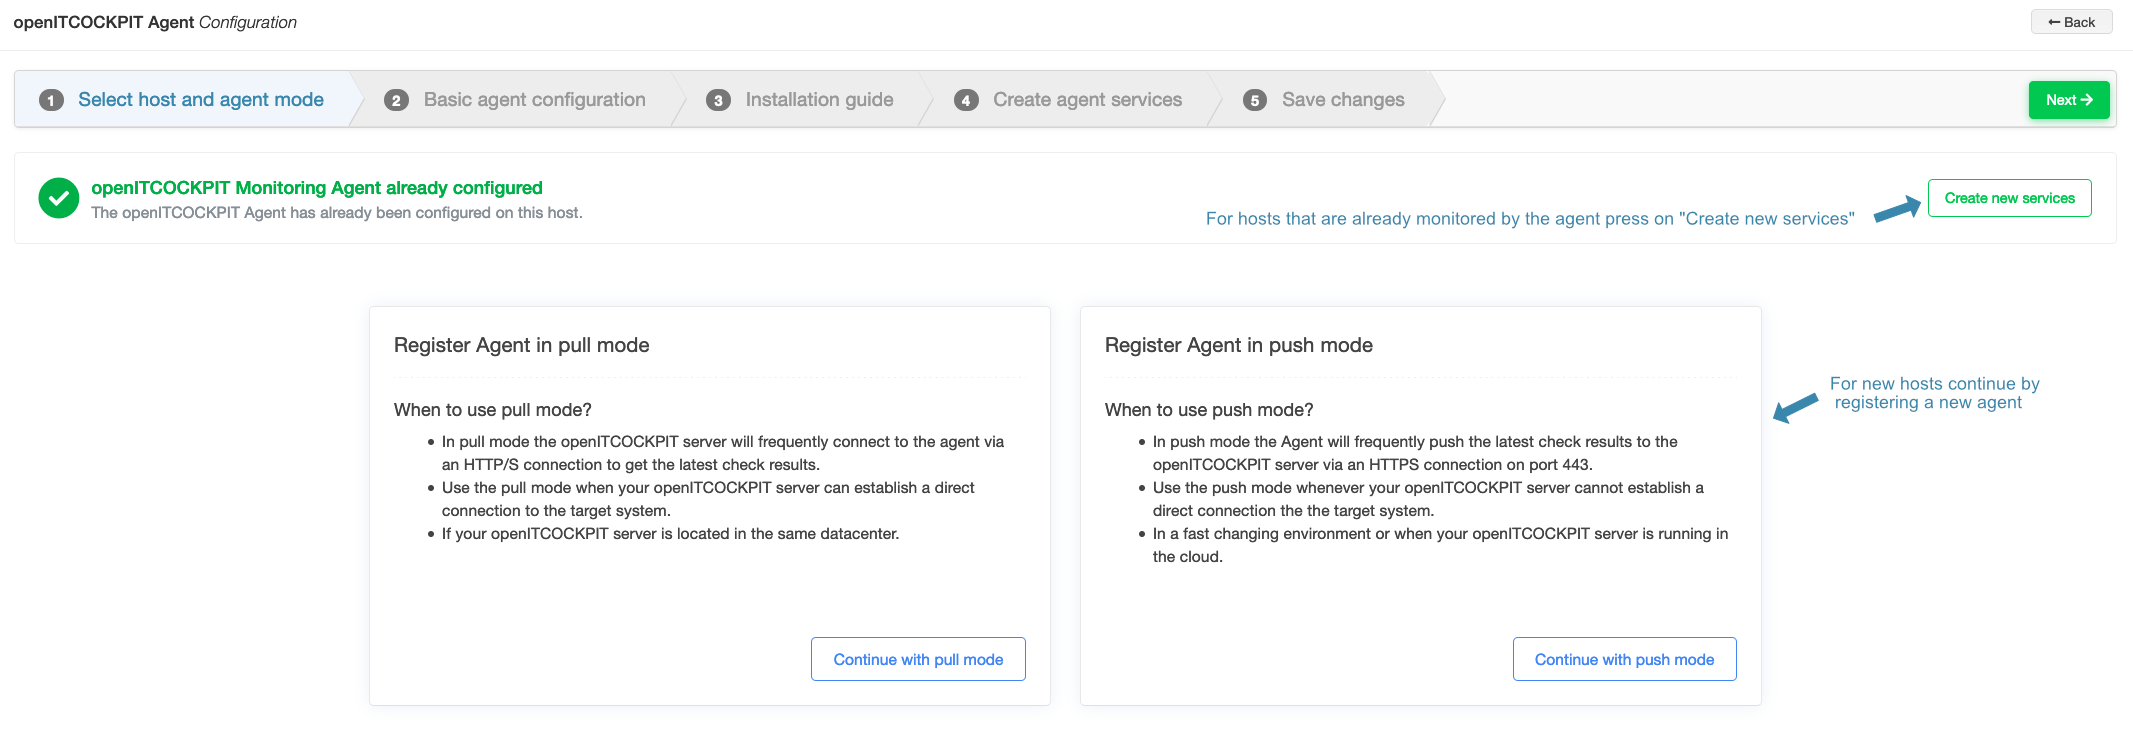 openITCOCKPIT Agent Configuration
← Back
1 Select host and agent mode
2 Basic agent configuration
3 Installation guide
4 Create agent services
5 Save changes
Next →
openITCOCKPIT Monitoring Agent already configured
The openITCOCKPIT Agent has already been configured on this host.
For hosts that are already monitored by the agent press on "Create new services"
Create new services
Register Agent in pull mode
When to use pull mode?
• In pull mode the openITCOCKPIT server will frequently connect to the agent via
an HTTP/S connection to get the latest check results.
• Use the pull mode when your openITCOCKPIT server can establish a direct
connection to the target system.
• If your openITCOCKPIT server is located in the same datacenter.
Continue with pull mode
Register Agent in push mode
When to use push mode?
• In push mode the Agent will frequently push the latest check results to the
openITCOCKPIT server via an HTTPS connection on port 443.
• Use the push mode whenever your openITCOCKPIT server cannot establish a
direct connection the the target system.
• In a fast changing environment or when your openITCOCKPIT server is running in
the cloud.
Continue with push mode
For new hosts continue by
registering a new agent